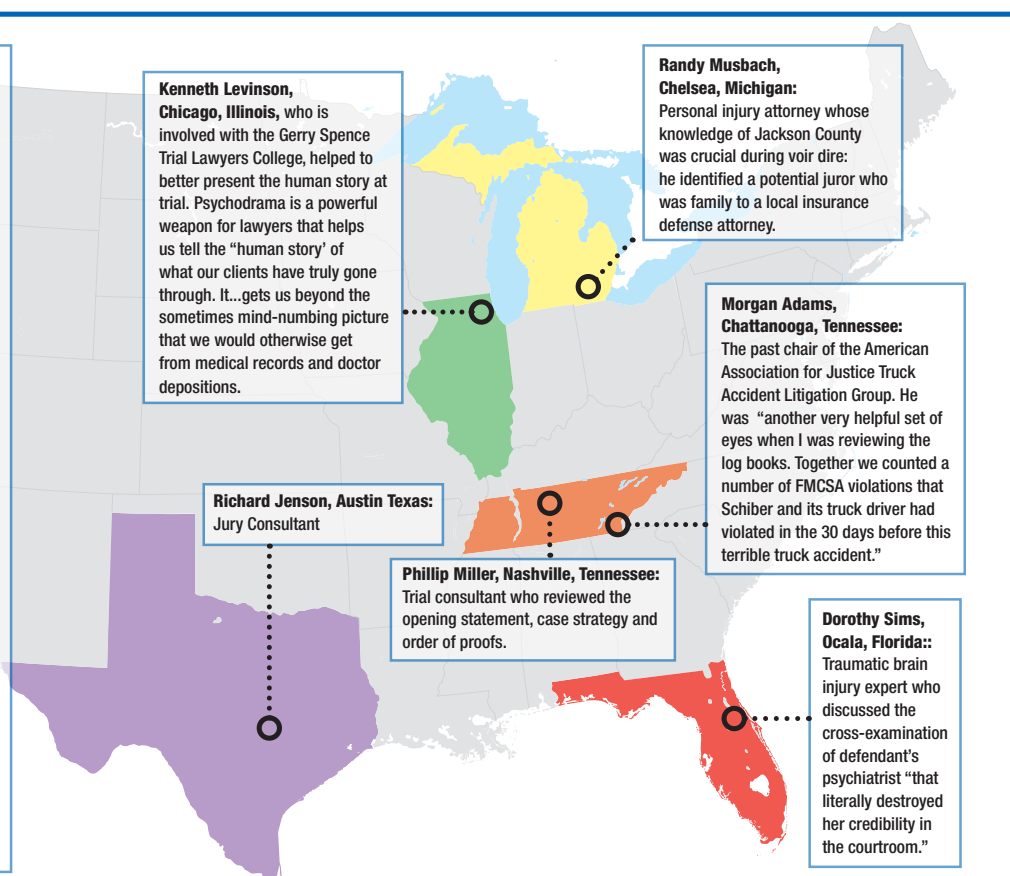 Kenneth Levinson,
Chicago, Illinois, who is
involved with the Gerry Spence
Trial Lawyers College, helped to
better present the human story at
trial. Psychodrama is a powerful
weapon for lawyers that helps
us tell the “human story’ of
what our clients have truly gone
through. It...gets us beyond the
sometimes mind-numbing picture
that we would otherwise get
from medical records and doctor
depositions.
Randy Musbach,
Chelsea, Michigan:
Personal injury attorney whose
knowledge of Jackson County
was crucial during voir dire:
he identified a potential juror who
was family to a local insurance
defense attorney.
Morgan Adams,
Chattanooga, Tennessee:
The past chair of the American
Association for Justice Truck
Accident Litigation Group. He
was “another very helpful set of
eyes when I was reviewing the
log books. Together we counted a
number of FMCSA violations that
Schiber and its truck driver had
violated in the 30 days before this
terrible truck accident.”
Richard Jenson, Austin Texas:
Jury Consultant
Phillip Miller, Nashville, Tennessee:
Trial consultant who reviewed the
opening statement, case strategy and
order of proofs.
Dorothy Sims,
Ocala, Florida::
Traumatic brain
injury expert who
discussed the
cross-examination
of defendant’s
psychiatrist “that
literally destroyed
her credibility in
the courtroom.”